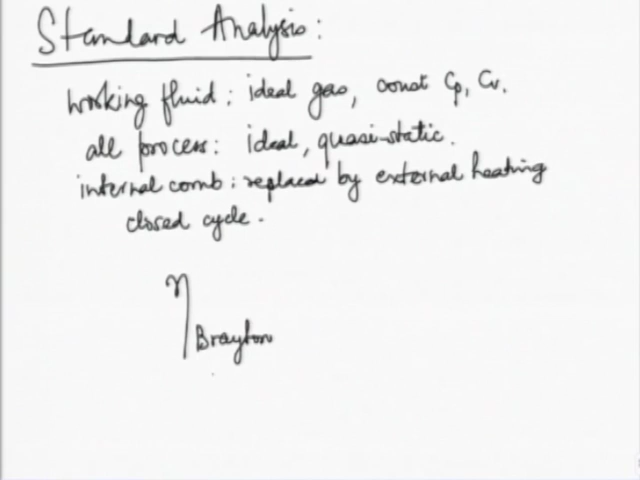 Standard Analysis:
working fluid: ideal gas, const Cp, Cv.
all process: ideal, quasi-static.
internal comb: replaced by external heating
closed cycle.
η Brayton